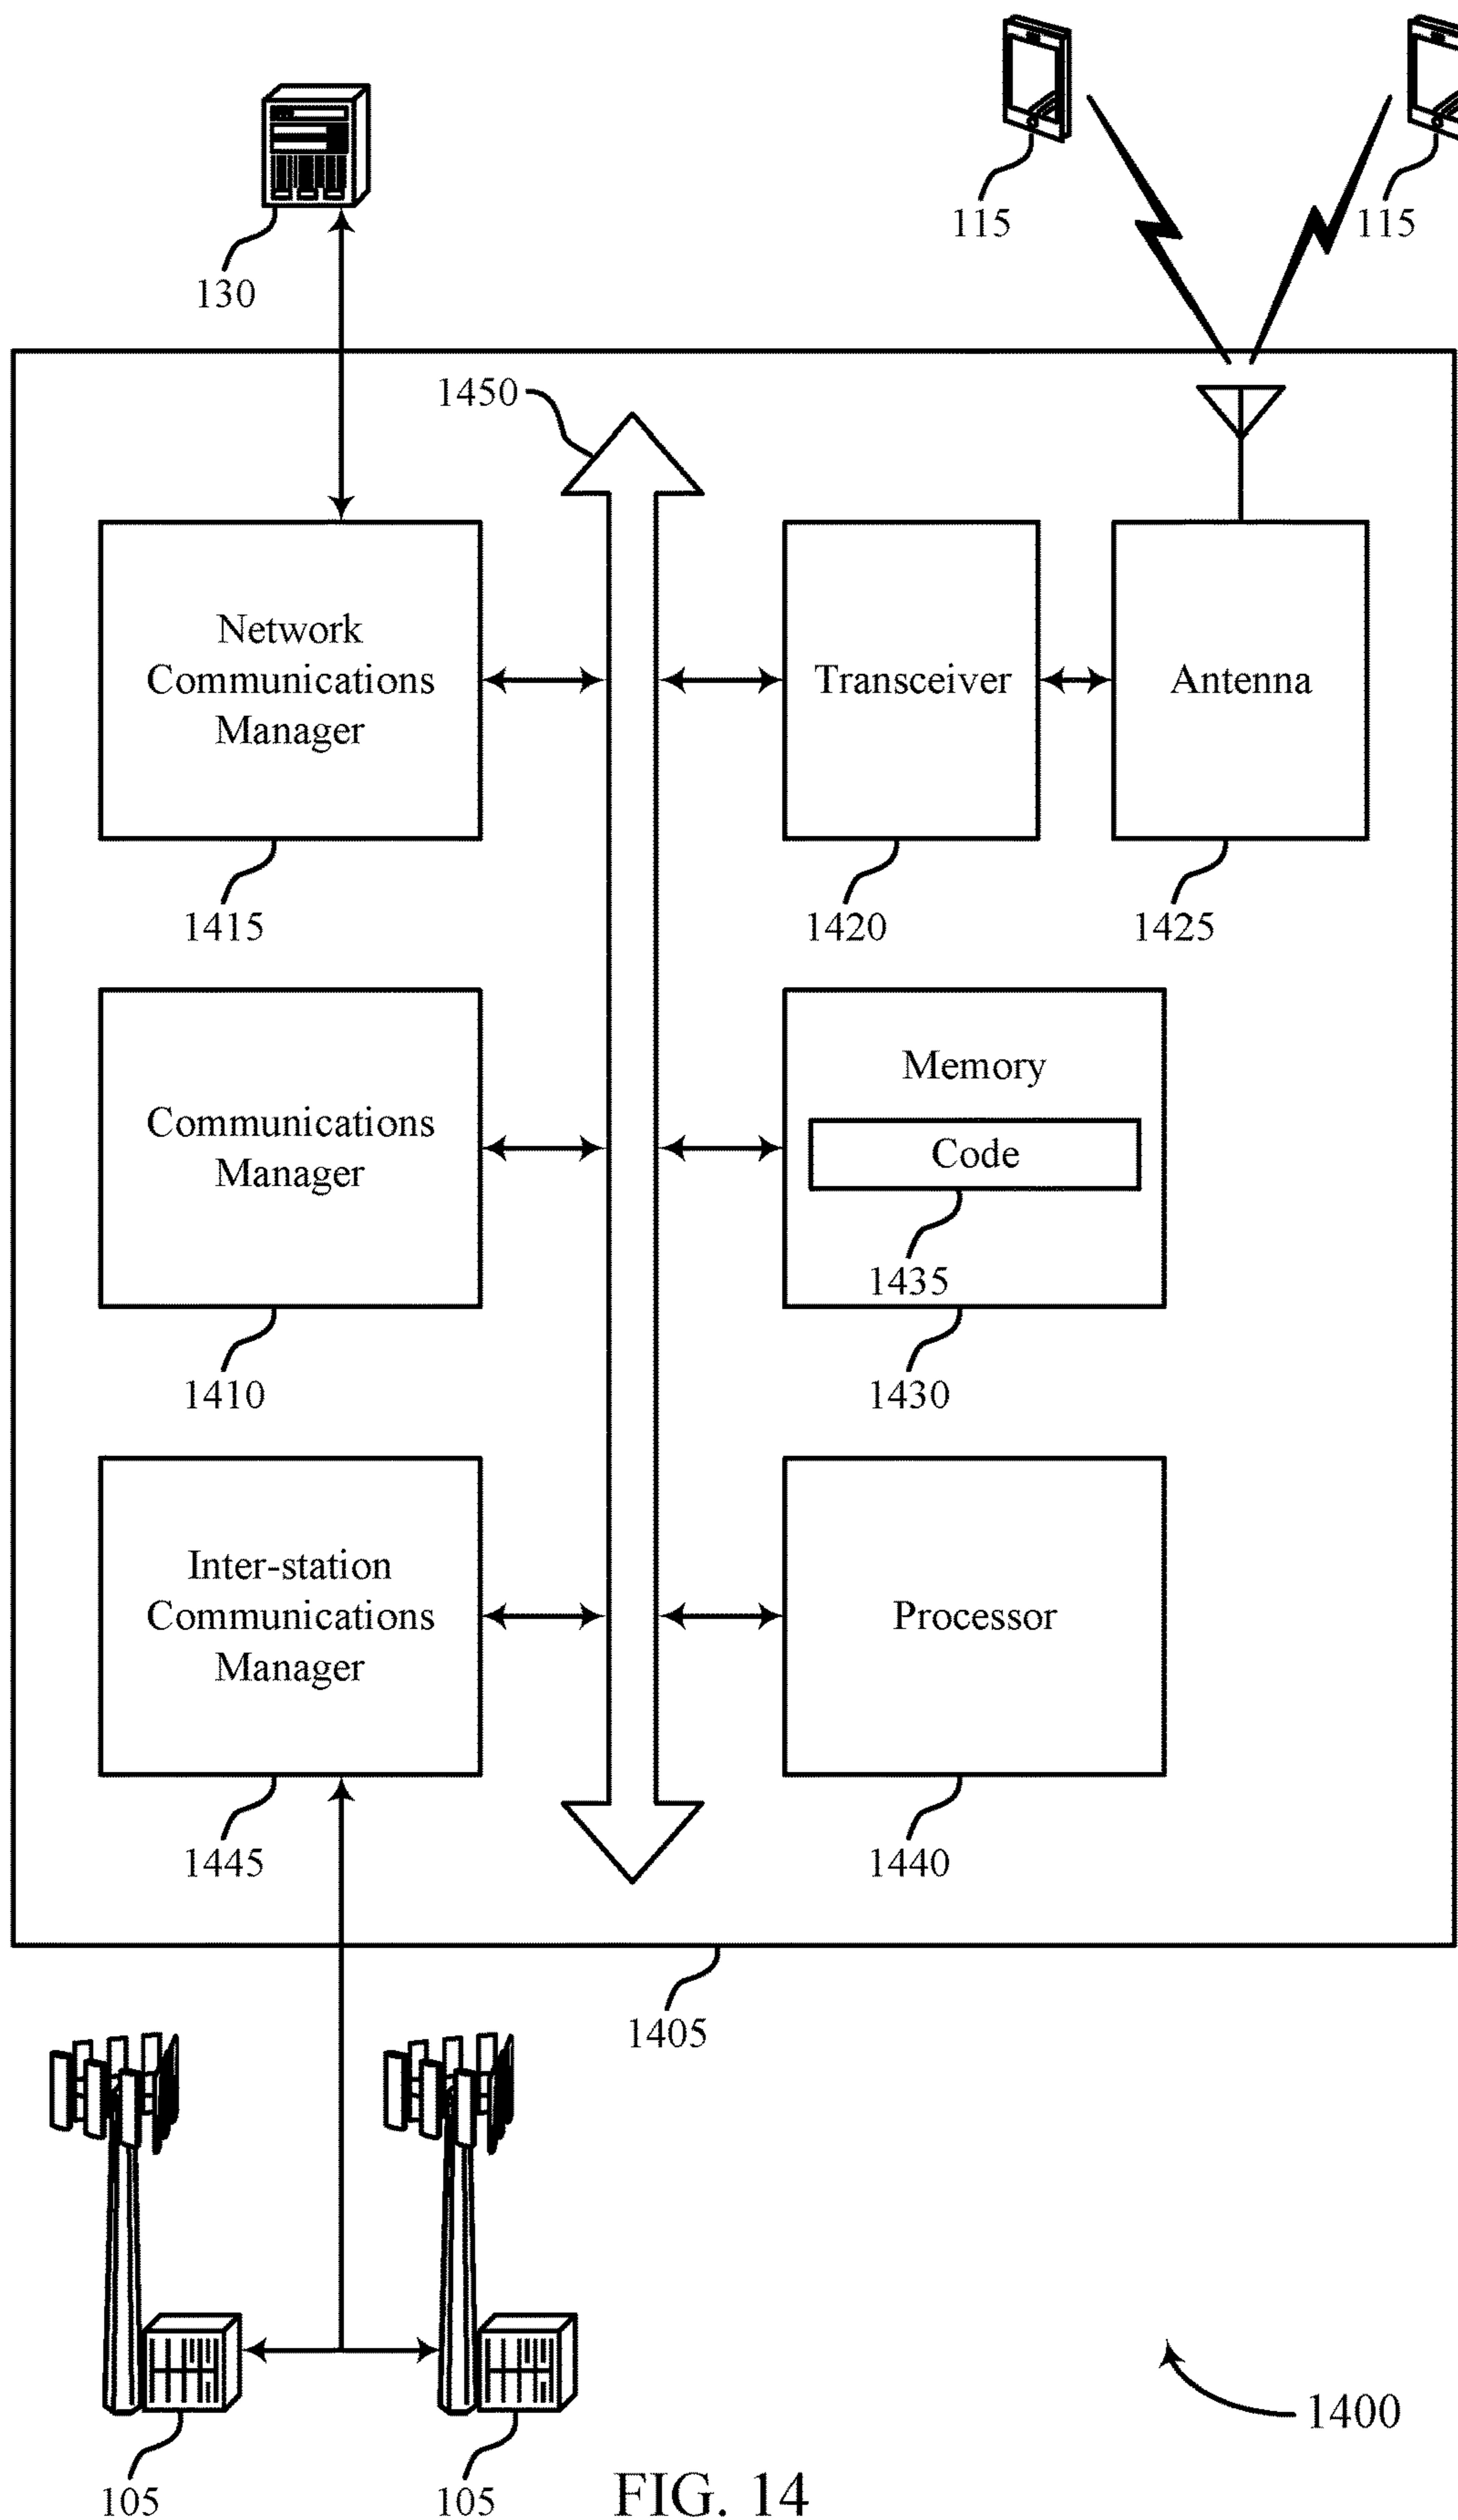 115
115
130
1450
Network
Communications
Manager
Transceiver
Antenna
1415
1420
1425
Communications
Manager
Memory
Code
1435
1410
1430
Inter-station
Communications
Manager
Processor
1445
1440
1405
1400
105
105
FIG. 14